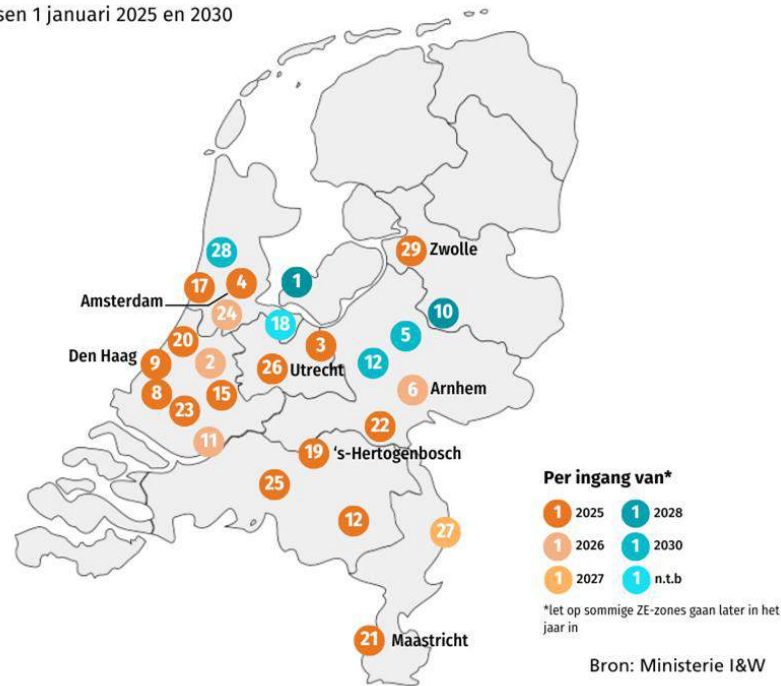 sen 1 januari 2025 en 2030
28
29 Zwolle
17
4
1
Amsterdam
24
18
10
20
3
5
Den Haag
9
2
26
Utrecht
12
8
15
6
Arnhem
23
11
22
19
's-Hertogenbosch
25
12
27
21
Maastricht
Per ingang van*
1 2025
1 2028
1 2026
1 2030
1 2027
1 n.t.b
*let op sommige ZE-zones gaan later in het
jaar in
Bron: Ministerie I&W